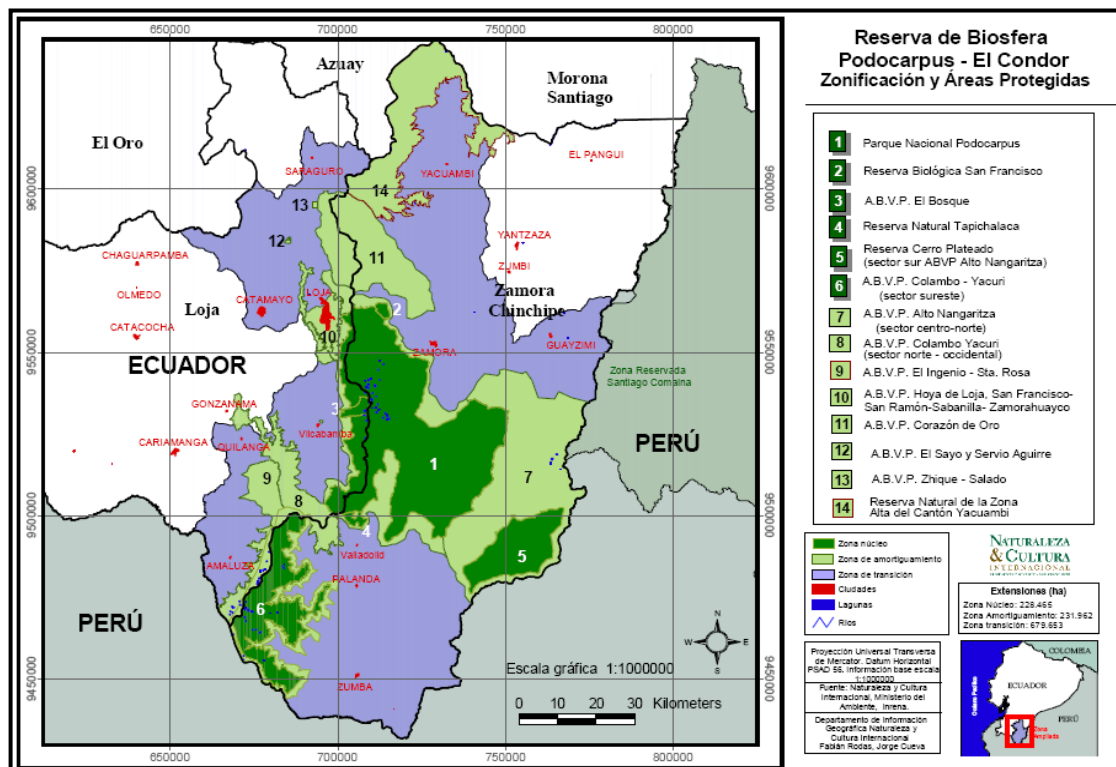 650000 700000 750000 800000
Azuay
Morona
Santiago
El Oro
EL PANGUI
SARAGURO
YACUAMBI
14
9600000
9600000
13
12
YANTZAZA
CHAGUARPAMBA
11
ZUMBI
OLMEDO
Loja
CATAMAYO
LOJA
Zamora
Chinchipe
2
CATACOCHA
10
ZAMORA
GUAYZIMI
9550000
9550000
ECUADOR
Zona Reservada
Santiago Comaina
GONZANAMA
3
Vilcabamba
CARIAMANGA
QUILANGA
PERÚ
1
9
7
8
9500000
9500000
4
Valladolid
AMALUZA
PALANDA
5
6
PERÚ
N
W E
S
Escala gráfica 1:1000000
ZUMBA
9450000
9450000
0 10 20 30 Kilometers
650000 700000 750000 800000
Reserva de Biosfera
Podocarpus - El Condor
Zonificación y Áreas Protegidas
1 Parque Nacional Podocarpus
2 Reserva Biológica San Francisco
3 A.B.V.P. El Bosque
4 Reserva Natural Tapichalaca
5 Reserva Cerro Plateado
(sector sur ABVP Alto Nangaritza)
6 A.B.V.P. Colambo - Yacuri
(sector sureste)
7 A.B.V.P. Alto Nangaritza
(sector centro-norte)
8 A.B.V.P. Colambo Yacuri
(sector norte - occidental)
9 A.B.V.P. El Ingenio - Sta. Rosa
10 A.B.V.P. Hoya de Loja, San Francisco-
San Ramón-Sabanilla- Zamorahuayco
11 A.B.V.P. Corazón de Oro
12 A.B.V.P. El Sayo y Servio Aguirre
13 A.B.V.P. Zhique - Salado
14 Reserva Natural de la Zona
Alta del Cantón Yacuambi
Zona núcleo
Zona de amortiguamiento
Zona de transición
Ciudades
Lagunas
Ríos
NATURALEZA
& CULTURA
INTERNACIONAL
Extensiones (ha)
Zona Núcleo: 228.465
Zona Amortiguamiento: 231.962
Zona transición: 679.653
Proyección Universal Transversa
de Mercator. Datum Horizontal
PSAD 56. Información base escala
1:1000000
Fuente: Naturaleza y Cultura
Internacional, Ministerio del
Ambiente, Inrena.
Departamento de Información
Geográfica Naturaleza y
Cultura Internacional
Fabián Rodas, Jorge Cueva
COLOMBIA
ECUADOR
Océano Pacífico
PERÚ
Zona
Ampliada